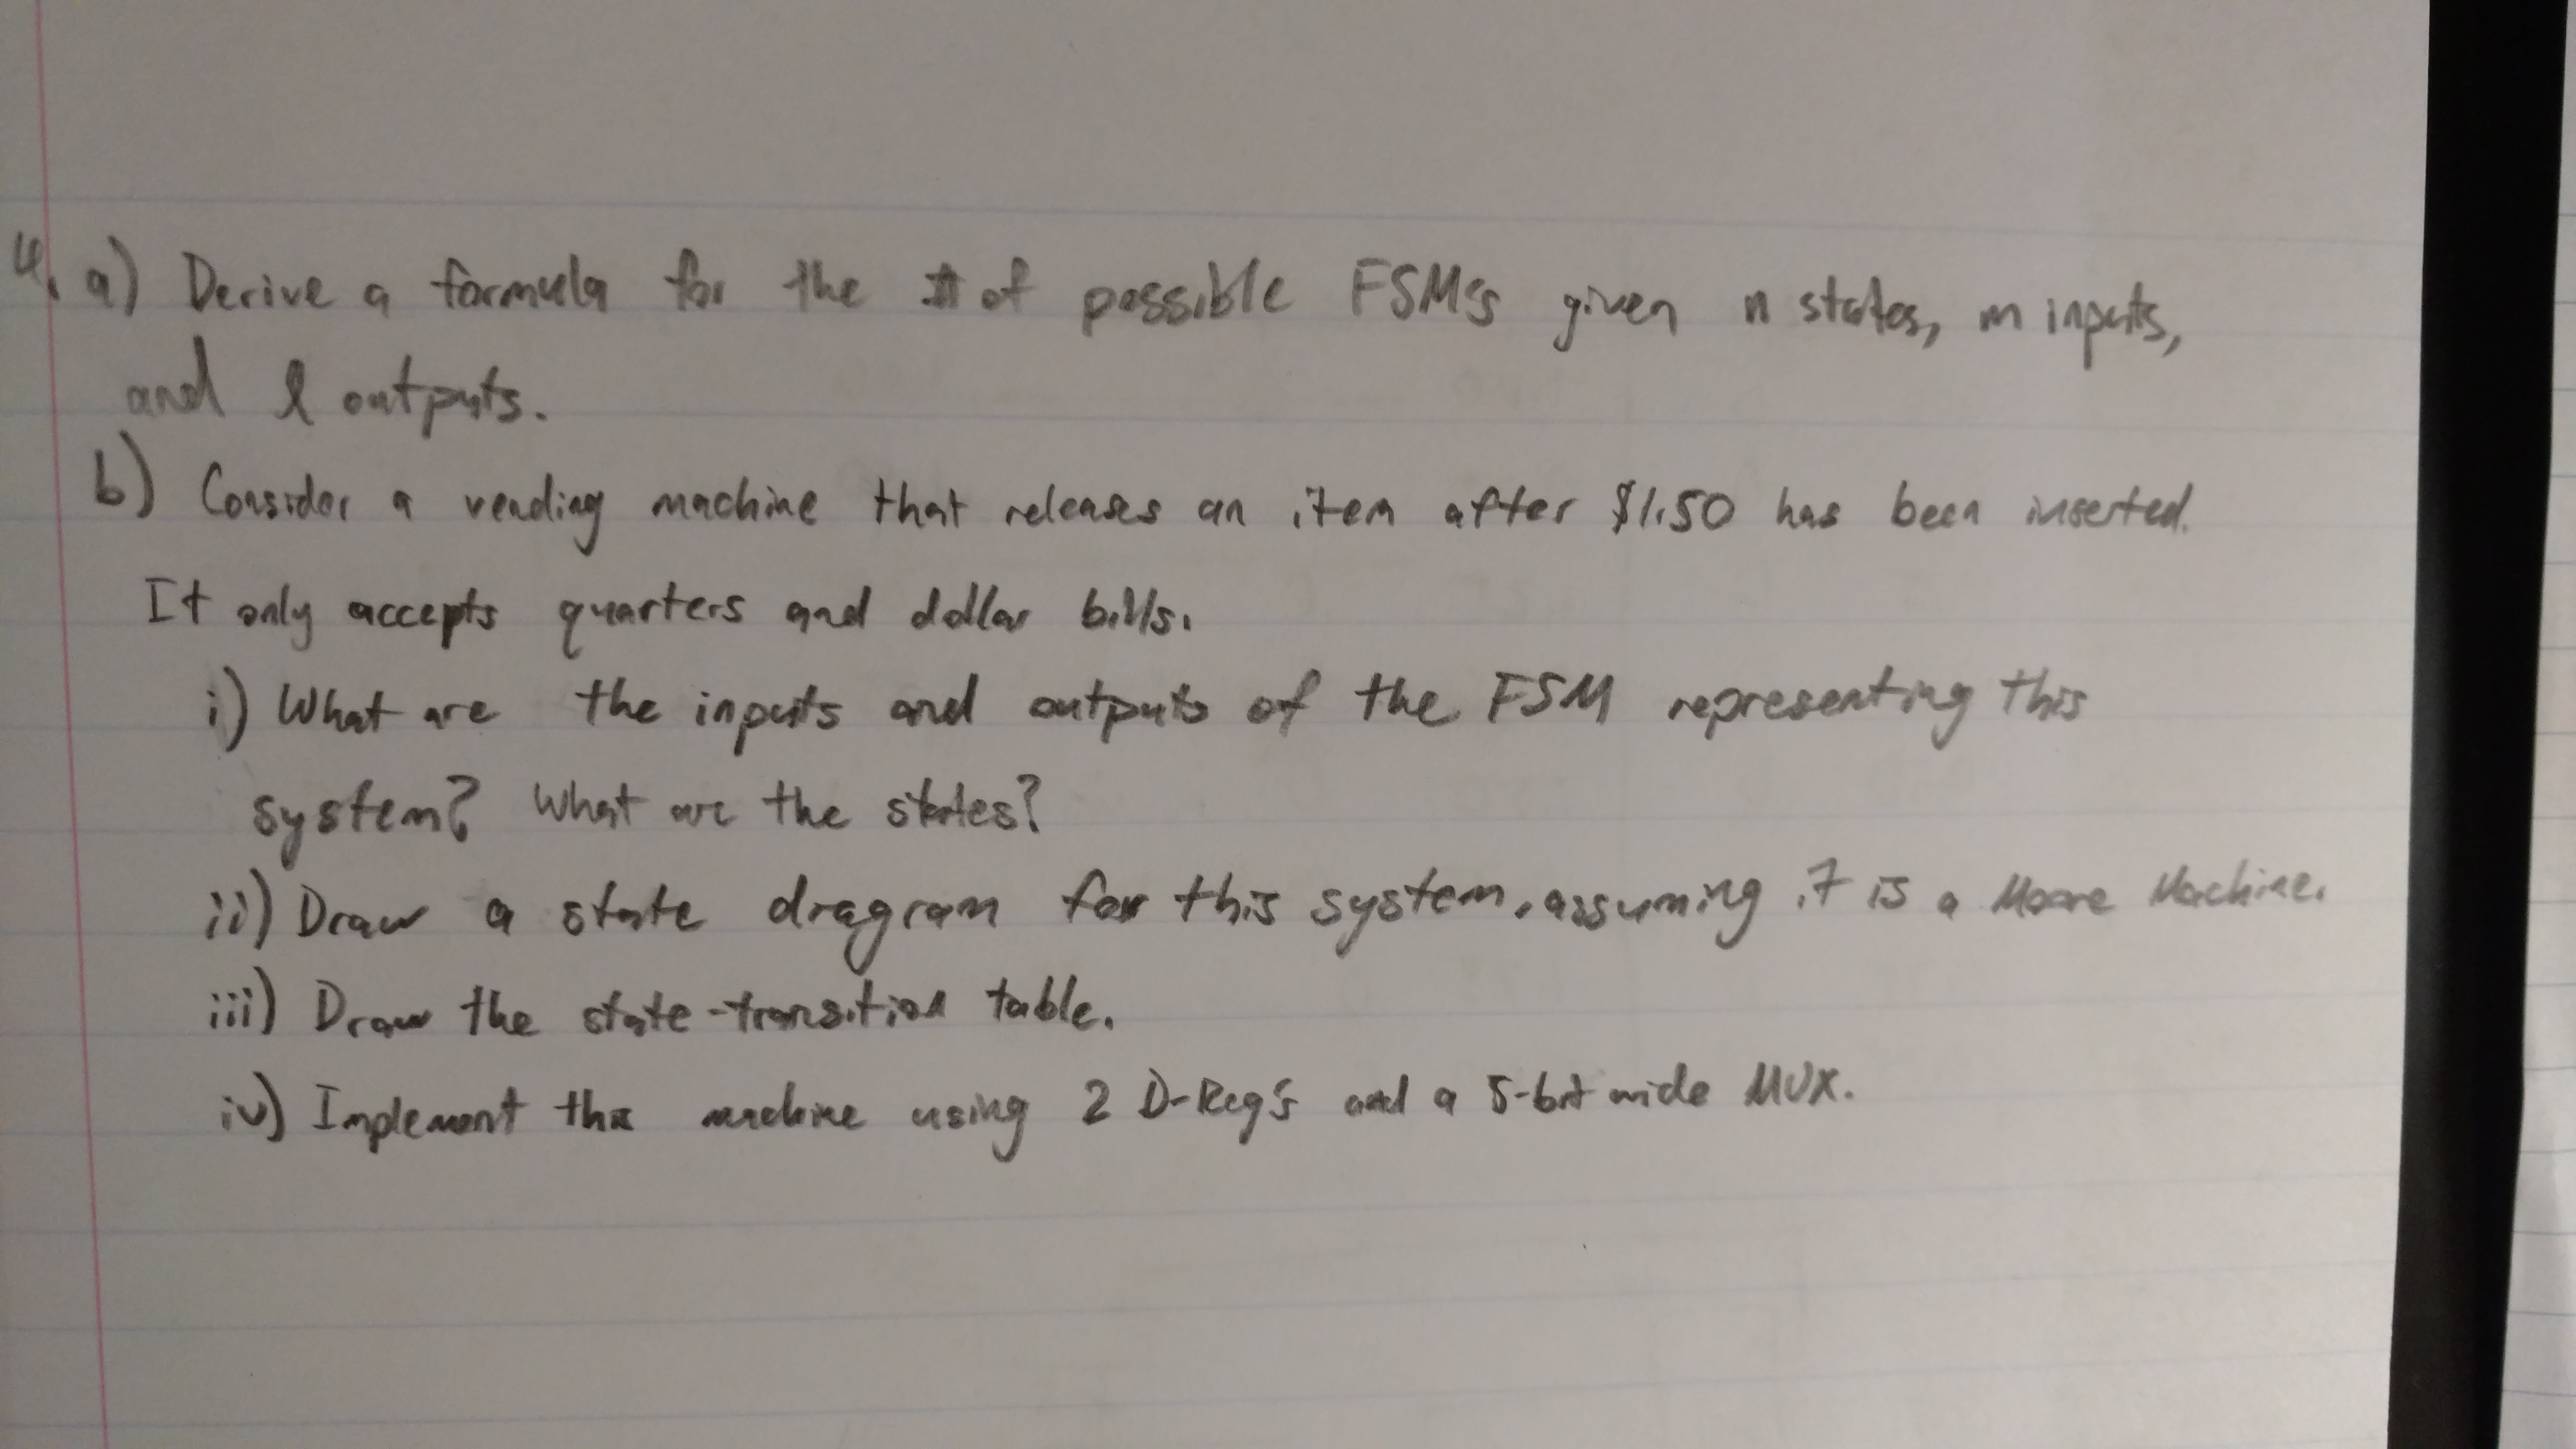 4. a) Derive a formula for the # of possible FSM's given n states, m inputs,
and l outputs.
b) Consider a vending machine that releases an item after $1.50 has been inserted.
It only accepts quarters and dollar bills.
i) What are the inputs and outputs of the FSM representing this
system? What are the states?
ii) Draw a state diagram for this system, assuming it is a Moore Machine.
iii) Draw the state-transition table.
iv) Implement the machine using 2 D-Reg's and a 5-bit wide MUX.